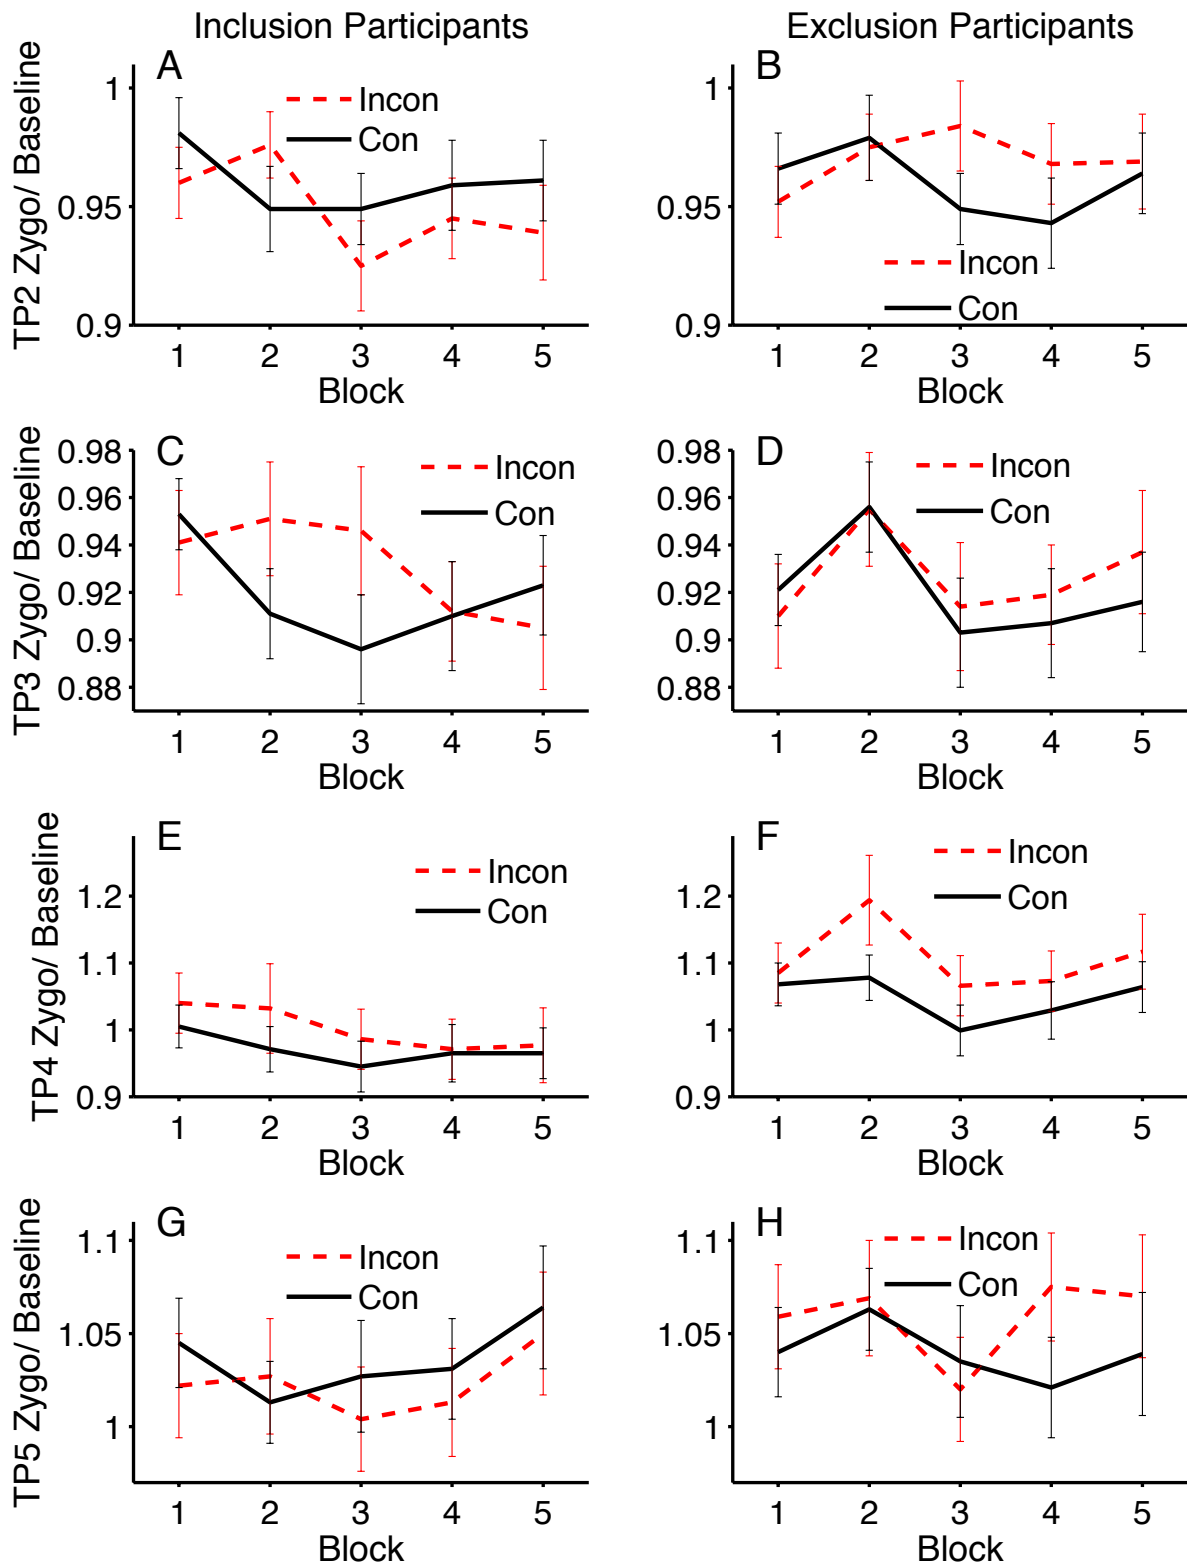 Inclusion Participants
Exclusion Participants
A
TP2 Zygo/ Baseline
1
0.95
0.9
Incon
Con
1 2 3 4 5
Block
B
1
0.95
0.9
Incon
Con
1 2 3 4 5
Block
C
TP3 Zygo/ Baseline
0.98
0.96
0.94
0.92
0.9
0.88
Incon
Con
1 2 3 4 5
Block
D
0.98
0.96
0.94
0.92
0.9
0.88
Incon
Con
1 2 3 4 5
Block
E
TP4 Zygo/ Baseline
1.2
1.1
1
0.9
Incon
Con
1 2 3 4 5
Block
F
1.2
1.1
1
0.9
Incon
Con
1 2 3 4 5
Block
G
TP5 Zygo/ Baseline
1.1
1.05
1
Incon
Con
1 2 3 4 5
Block
H
1.1
1.05
1
Incon
Con
1 2 3 4 5
Block